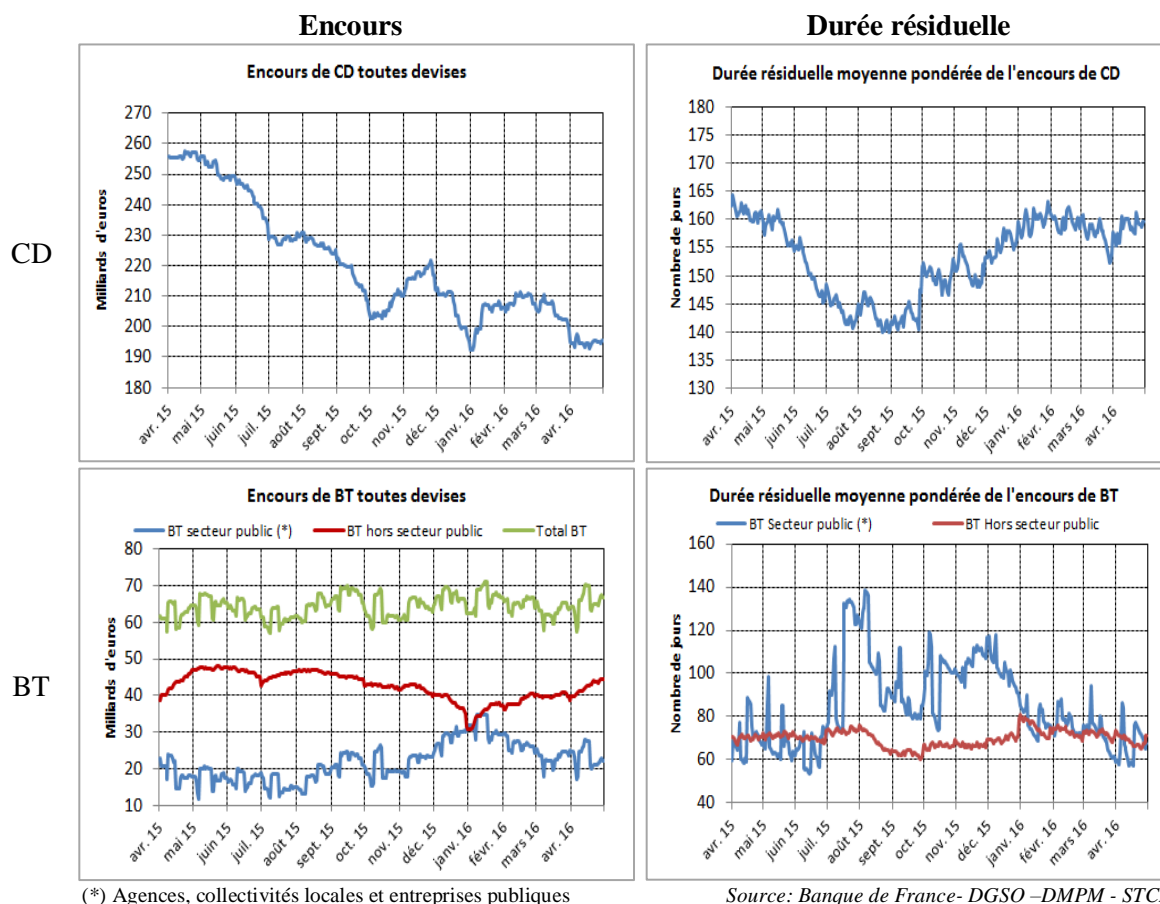 Encours
Durée résiduelle
CD
Encours de CD toutes devises
Milliards d'euros
270
260
250
240
230
220
210
200
190
180
avr. 15
mai 15
juin 15
juil. 15
août 15
sept. 15
oct. 15
nov. 15
déc. 15
janv. 16
févr. 16
mars 16
avr. 16
Durée résiduelle moyenne pondérée de l'encours de CD
Nombre de jours
180
175
170
165
160
155
150
145
140
135
130
avr. 15
mai 15
juin 15
juil. 15
août 15
sept. 15
oct. 15
nov. 15
déc. 15
janv. 16
févr. 16
mars 16
avr. 16
BT
Encours de BT toutes devises
BT secteur public (*)
BT hors secteur public
Total BT
Milliards d'euros
80
70
60
50
40
30
20
10
avr. 15
mai 15
juin 15
juil. 15
août 15
sept. 15
oct. 15
nov. 15
déc. 15
janv. 16
févr. 16
mars 16
avr. 16
Durée résiduelle moyenne pondérée de l'encours de BT
BT Secteur public (*)
BT Hors secteur public
Nombre de jours
160
140
120
100
80
60
40
avr. 15
mai 15
juin 15
juil. 15
août 15
sept. 15
oct. 15
nov. 15
déc. 15
janv. 16
févr. 16
mars 16
avr. 16
(*) Agences, collectivités locales et entreprises publiques
Source: Banque de France- DGSO –DMPM -